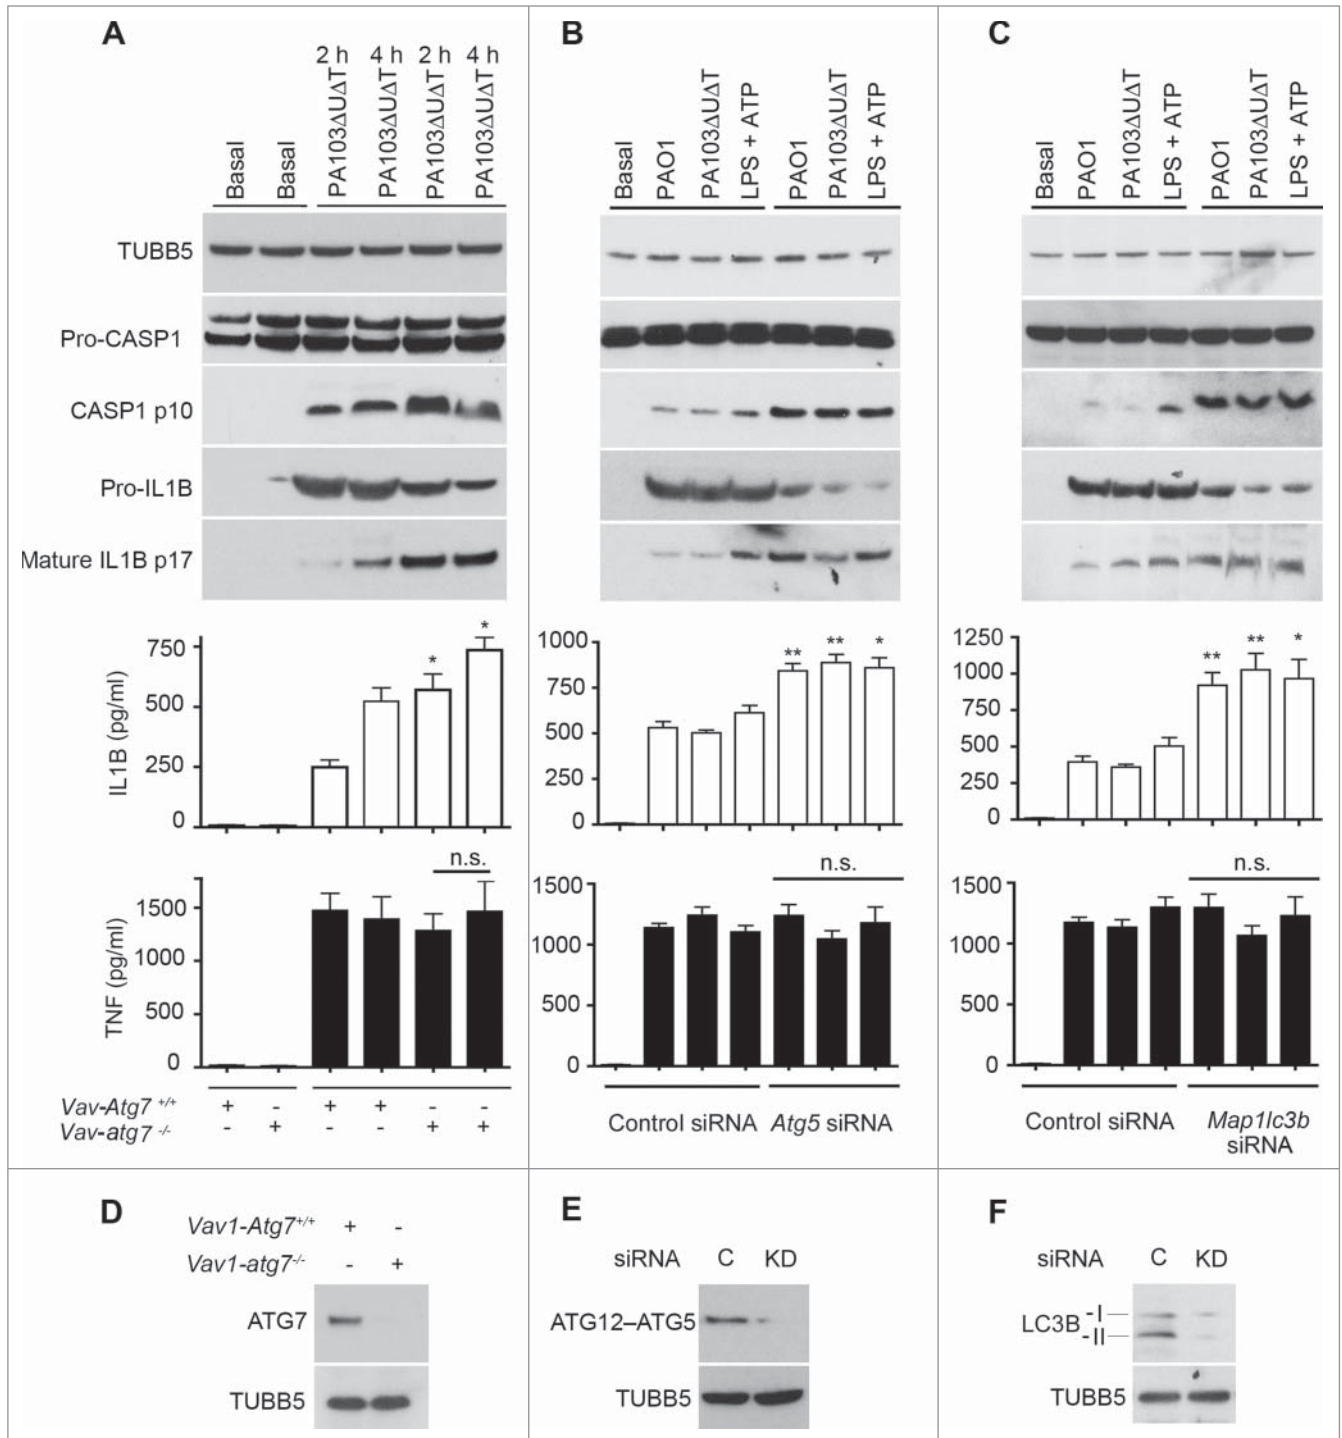 A
2 h 4 h 2 h 4 h
Basal
Basal
PA103ΔUΔT
PA103ΔUΔT
PA103ΔUΔT
PA103ΔUΔT
TUBB5
Pro-CASP1
CASP1 p10
Pro-IL1B
Mature IL1B p17
IL1B (pg/ml)
750
500
250
0
* *
TNF (pg/ml)
1500
1000
500
0
n.s.
Vav-Atg7 +/+ + - + + - -
Vav-atg7 -/- - + - - + +
B
Basal
PAO1
PA103ΔUΔT
LPS + ATP
PAO1
PA103ΔUΔT
LPS + ATP
1000
750
500
250
0
** ** *
1500
1000
500
0
n.s.
Control siRNA Atg5 siRNA
C
Basal
PAO1
PA103ΔUΔT
LPS + ATP
PAO1
PA103ΔUΔT
LPS + ATP
1250
1000
750
500
250
0
** ** *
1500
1000
500
0
n.s.
Control siRNA Map1lc3b
siRNA
D
Vav1-Atg7+/+ + -
Vav1-atg7-/- - +
ATG7
TUBB5
E
siRNA C KD
ATG12–ATG5
TUBB5
F
siRNA C KD
LC3B -I
-II
TUBB5